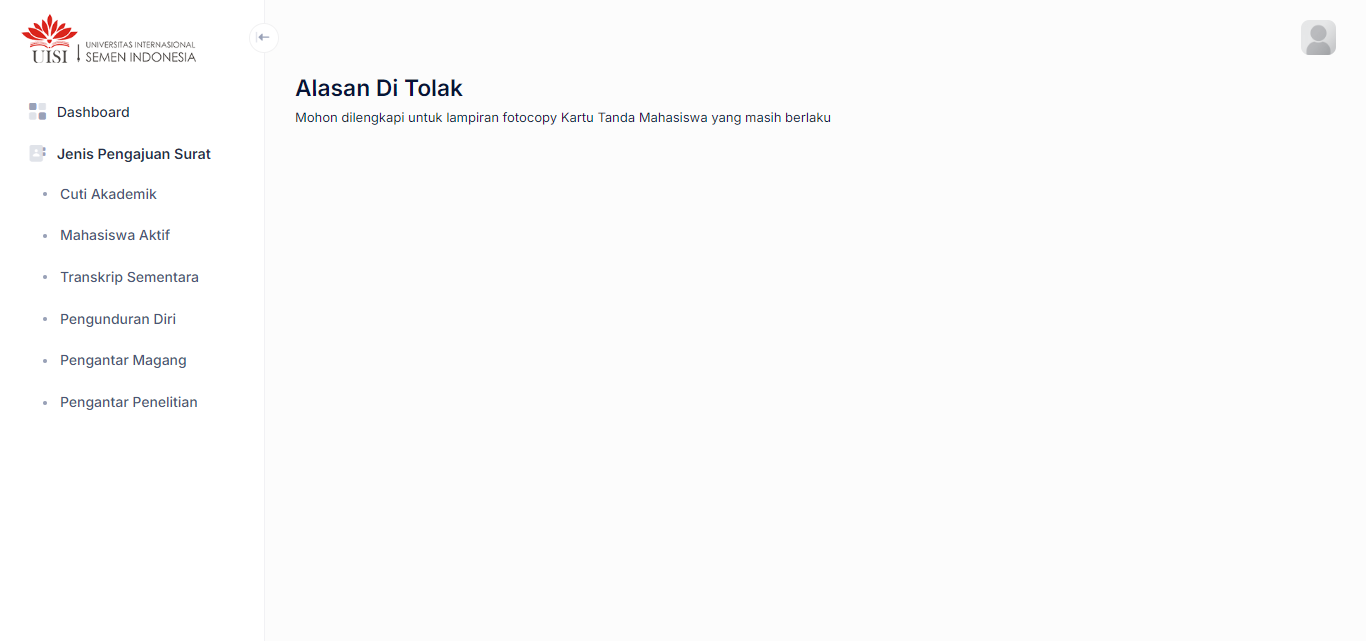 UISI
UNIVERSITAS INTERNASIONAL
SEMEN INDONESIA
Dashboard
Jenis Pengajuan Surat
Cuti Akademik
Mahasiswa Aktif
Transkrip Sementara
Pengunduran Diri
Pengantar Magang
Pengantar Penelitian
Alasan Di Tolak
Mohon dilengkapi untuk lampiran fotocopy Kartu Tanda Mahasiswa yang masih berlaku